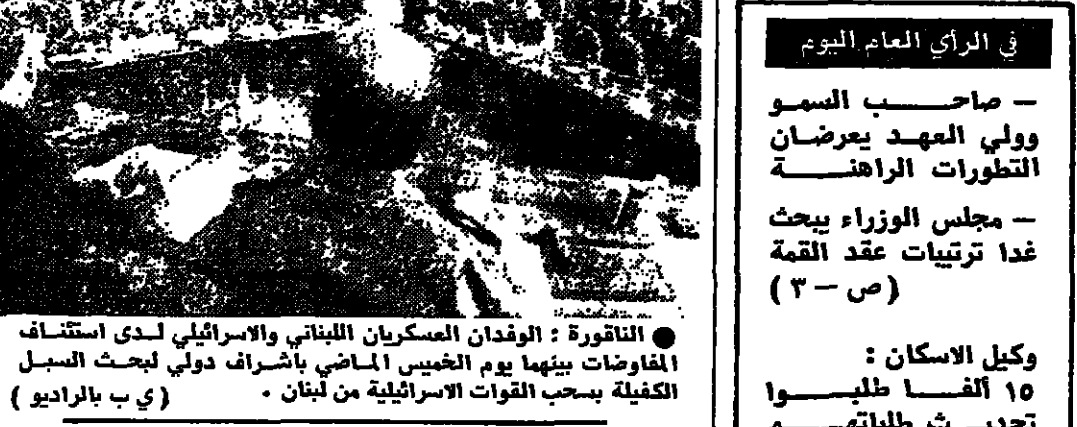 في الرأي العام اليوم
— صاحب السمو
وولي العهد يعرضان
التطورات الراهنة
— مجلس الوزراء يبحث
غدا ترتيبات عقد القمة
( ص — ٣ )
وكيل الاسكان :
١٥ ألفا طلبوا
تحديث طلباتهم
● الناقورة : الوفدان العسكريان اللبناني والاسرائيلي لدى استئناف
المفاوضات بينهما يوم الخميس الماضي باشراف دولي لبحث السبل
الكفيلة بسحب القوات الاسرائيلية من لبنان .
( ي ب بالراديو )